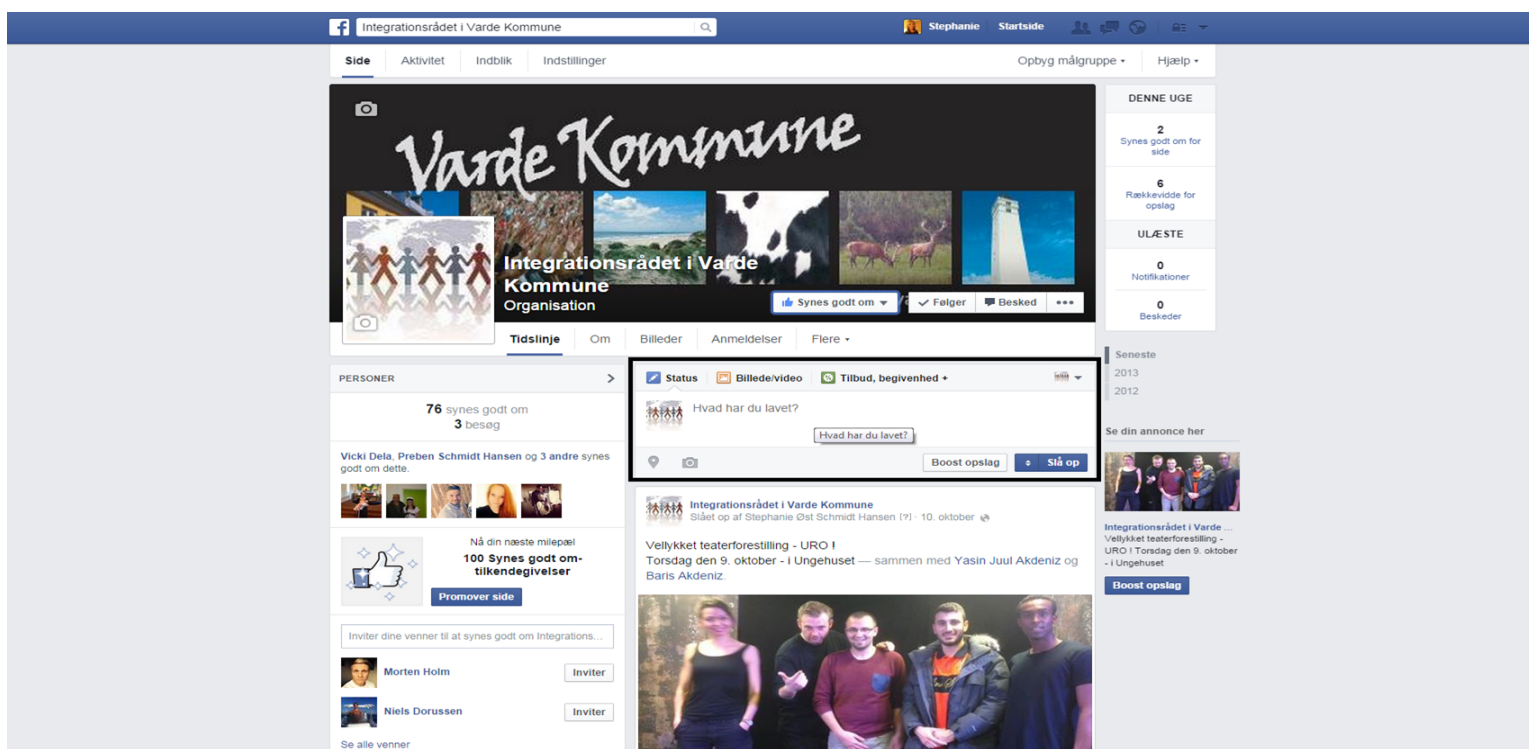 Integrationsrådet i Varde Kommune
Stephanie Startside
Side Aktivitet Indblik Indstillinger
Opbyg målgruppe Hjælp
Varde Kommune
Integrationsrådet i Varde
Kommune
Organisation
Synes godt om Følger Besked
Tidslinje Om Billeder Anmeldelser Flere
DENNE UGE
2
Synes godt om for
side
6
Rækkevidde for
opslag
ULÆSTE
0
Notifikationer
0
Beskeder
Seneste
2013
2012
PERSONER
76 synes godt om
3 besøg
Vicki Dela, Preben Schmidt Hansen og 3 andre synes
godt om dette.
Nå din næste milepæl
100 Synes godt om-
tilkendegivelser
Promover side
Inviter dine venner til at synes godt om Integrations...
Morten Holm Inviter
Niels Dorussen Inviter
Se alle venner
Status Billede/video Tilbud, begivenhed +
Hvad har du lavet?
Hvad har du lavet?
Boost opslag Slå op
Integrationsrådet i Varde Kommune
Slået op af Stephanie Øst Schmidt Hansen [?] · 10. oktober
Vellykket teaterforestilling - URO !
Torsdag den 9. oktober - i Ungehuset — sammen med Yasin Juul Akdeniz og
Baris Akdeniz.
Se din annonce her
Integrationsrådet i Varde ...
Vellykket teaterforestilling -
URO ! Torsdag den 9. oktober
- i Ungehuset
Boost opslag